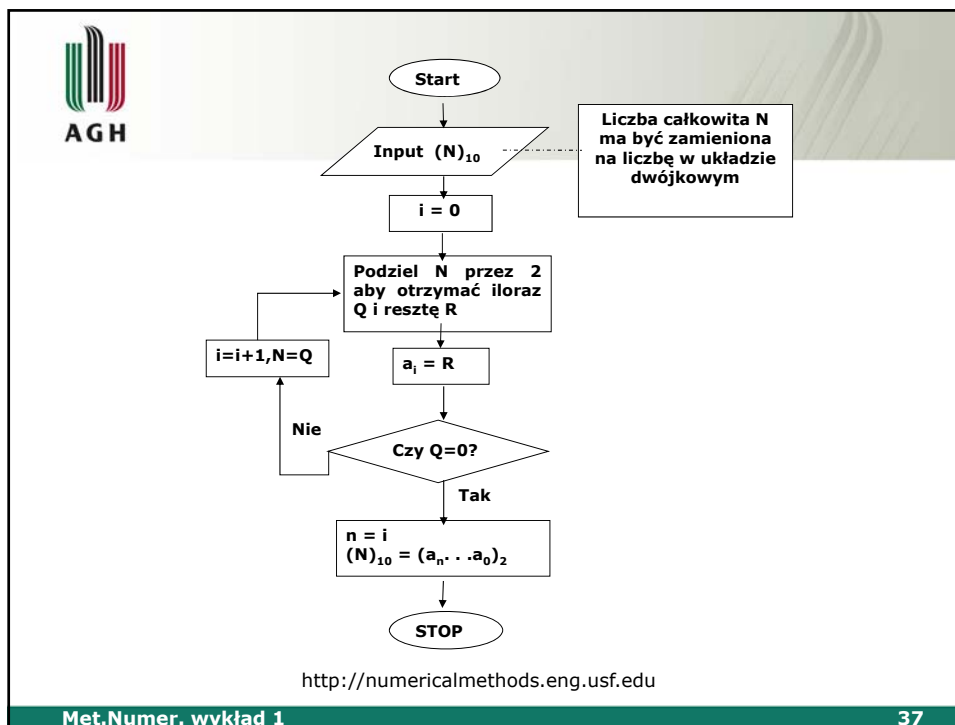 AGH
Start
Input (N)₁₀
Liczba całkowita N
ma być zamieniona
na liczbę w układzie
dwójkowym
i = 0
Podziel N przez 2
aby otrzymać iloraz
Q i resztę R
i=i+1,N=Q
aᵢ = R
Nie
Czy Q=0?
Tak
n = i
(N)₁₀ = (aₙ. . .a₀)₂
STOP
http://numericalmethods.eng.usf.edu
Met.Numer. wykład 1
37